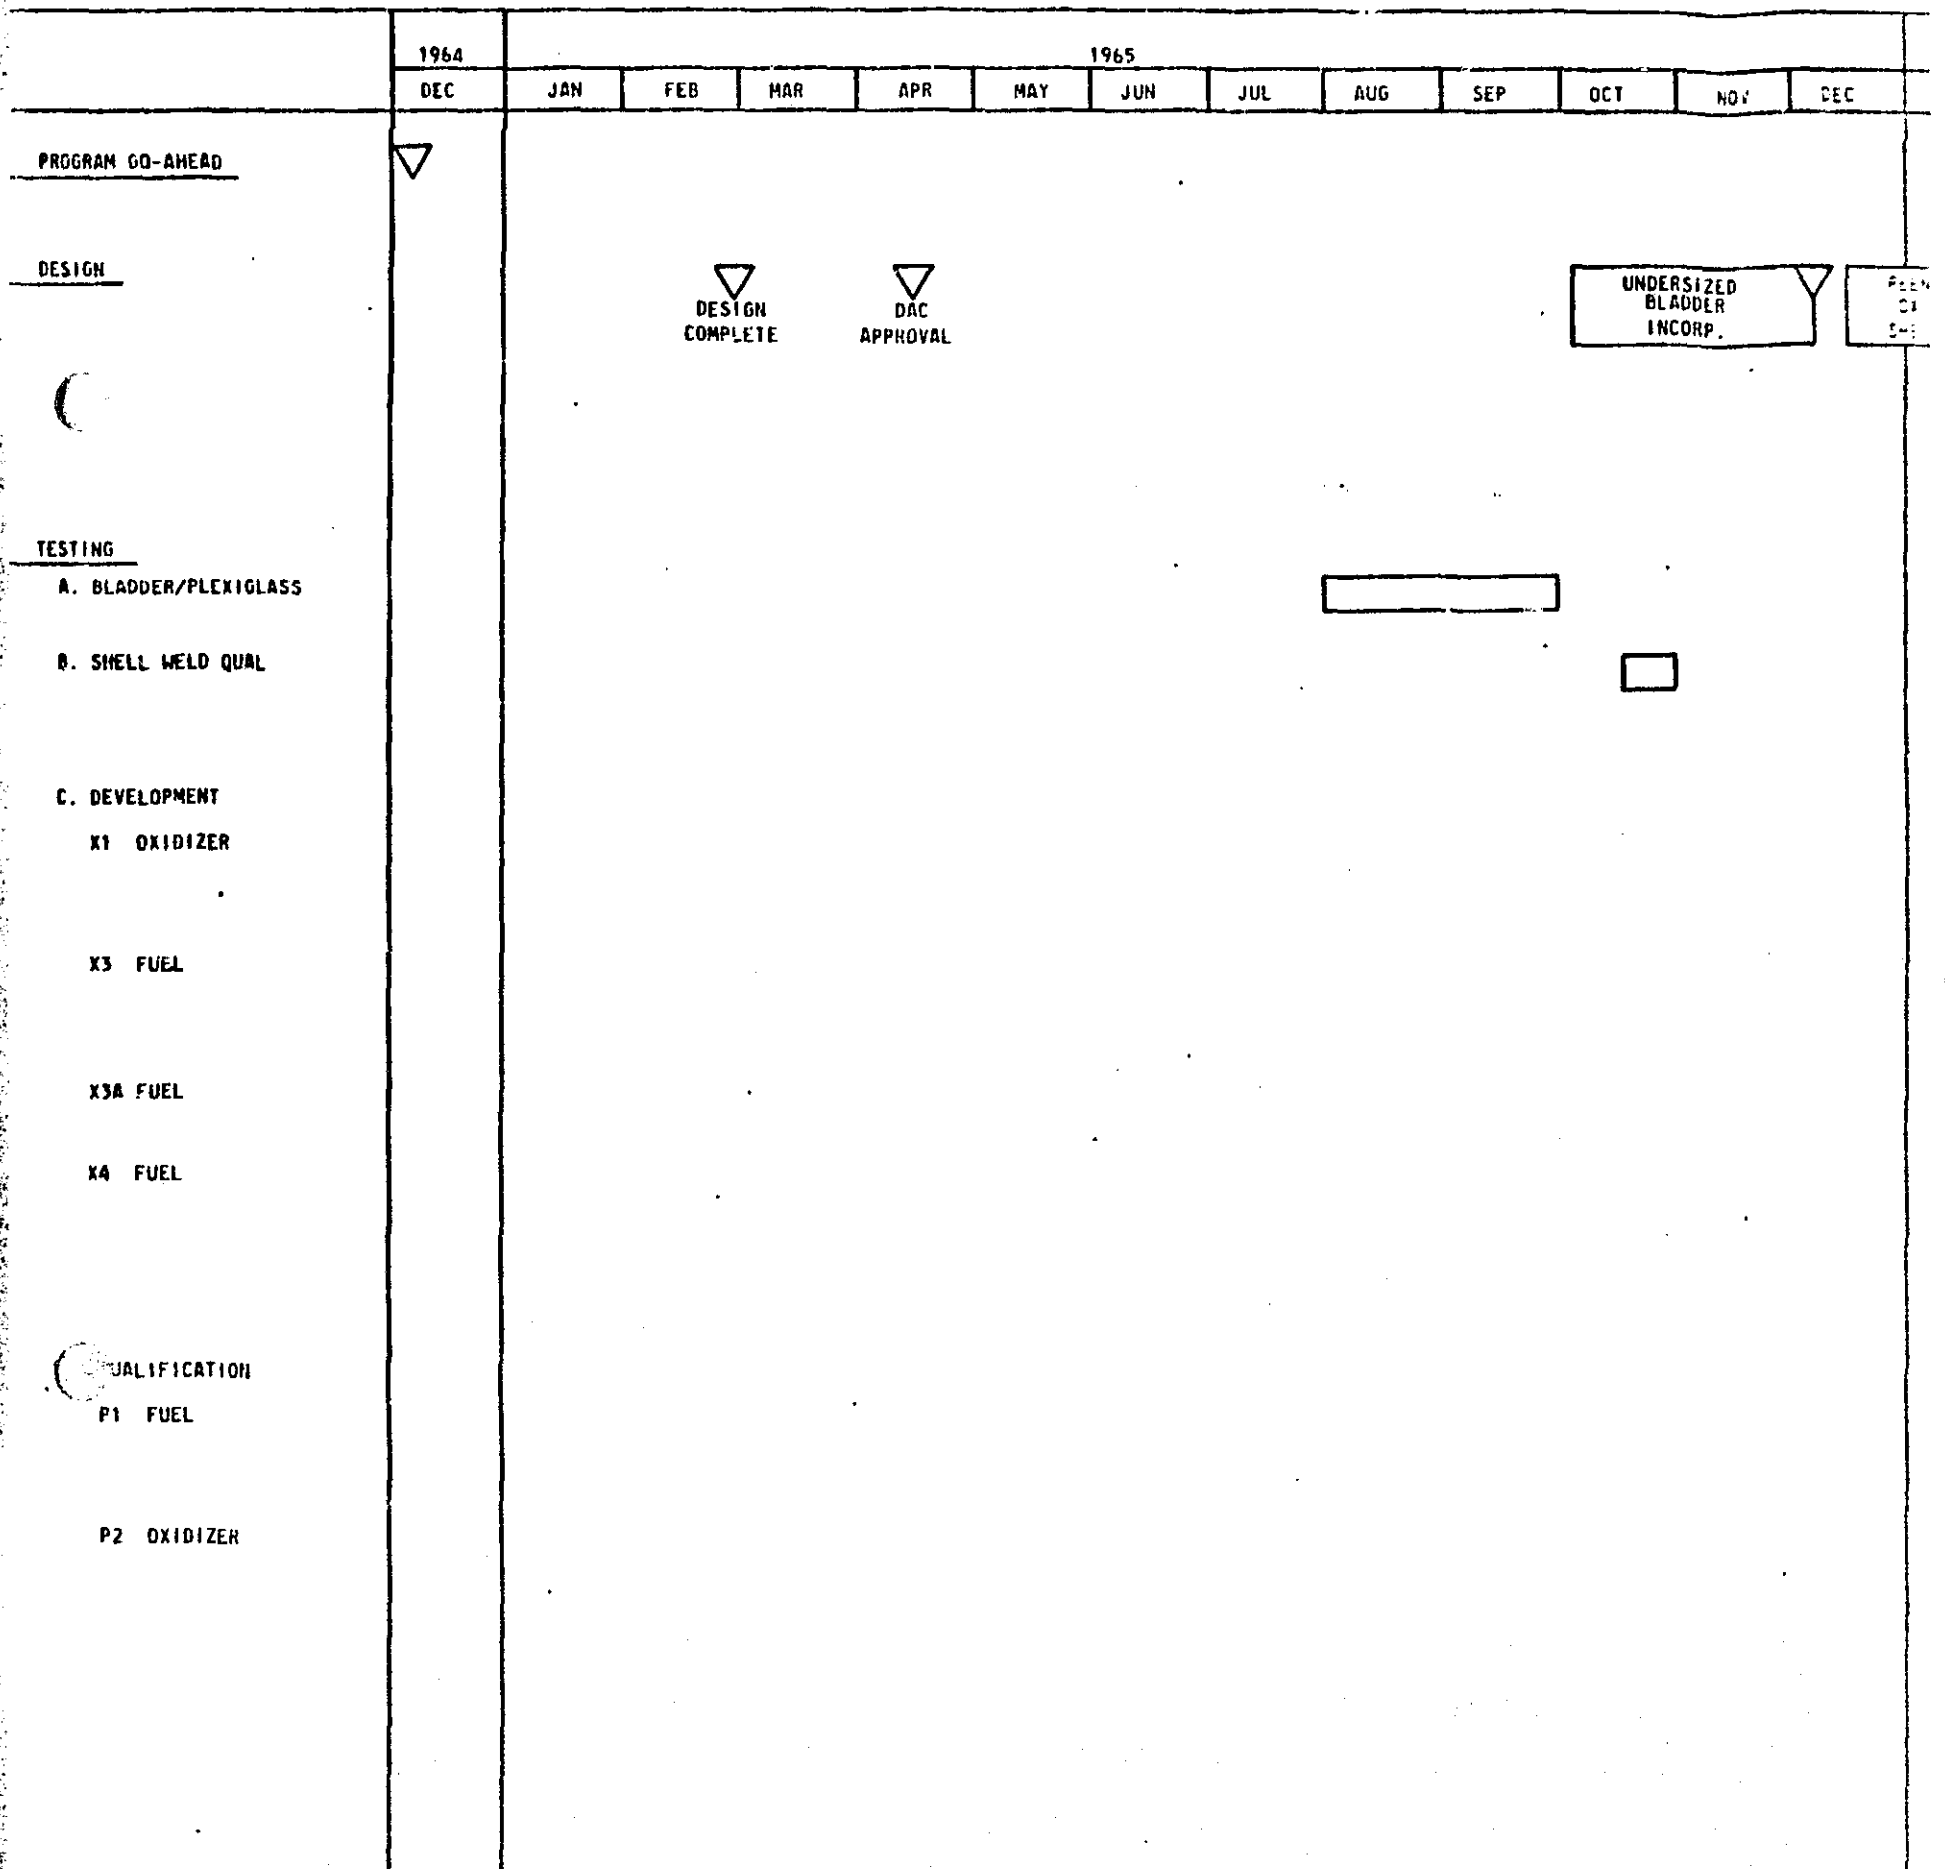 1964
1965
DEC JAN FEB MAR APR MAY JUN JUL AUG SEP OCT NOV DEC
PROGRAM GO-AHEAD
DESIGN
DESIGN
COMPLETE
DAC
APPROVAL
UNDERSIZED
BLADDER
INCORP.
TESTING
A. BLADDER/PLEXIGLASS
B. SHELL WELD QUAL
C. DEVELOPMENT
X1 OXIDIZER
X3 FUEL
X3A FUEL
X4 FUEL
UALIFICATION
P1 FUEL
P2 OXIDIZER